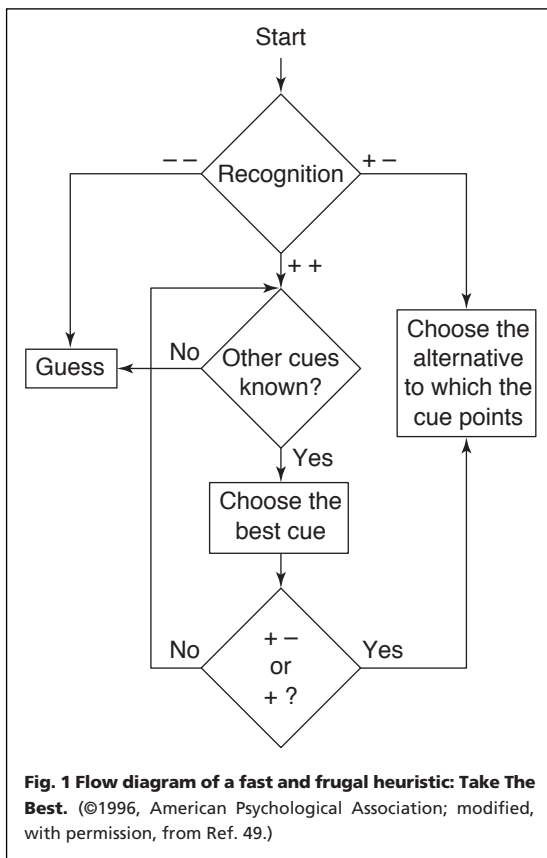 Start
– –
Recognition
+ –
+ +
Guess
No
Other cues
known?
Choose the
alternative
to which the
cue points
Yes
Choose the
best cue
No
+ –
or
+ ?
Yes
Fig. 1 Flow diagram of a fast and frugal heuristic: Take The
Best. (©1996, American Psychological Association; modified,
with permission, from Ref. 49.)